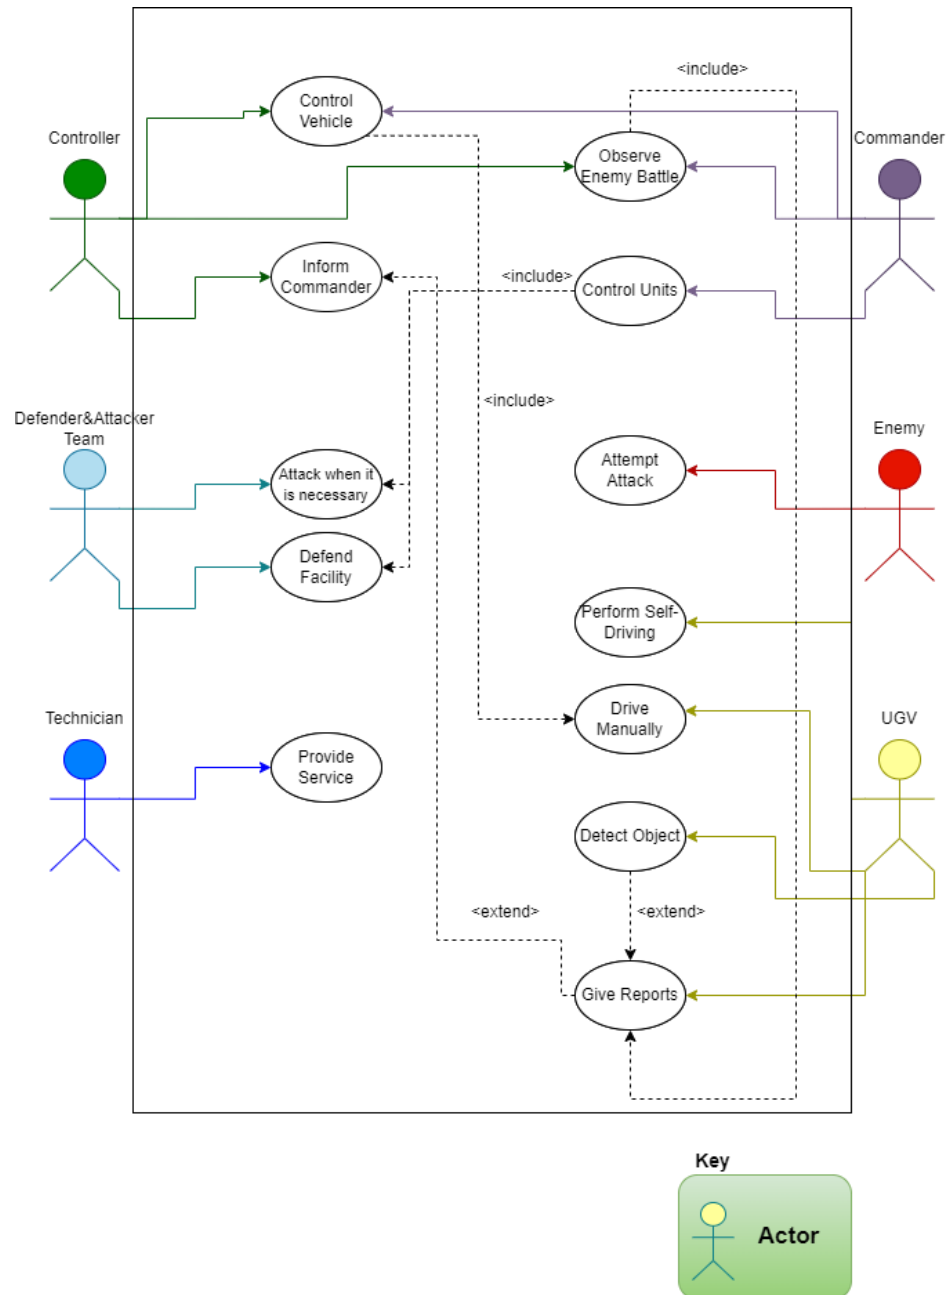 <include>
Control
Vehicle
Controller
Commander
Observe
Enemy Battle
Inform
Commander
<include>
Control Units
<include>
Defender&Attacker
Team
Enemy
Attempt
Attack
Attack when it
is necessary
Defend
Facility
Perform Self-
Driving
Technician
Drive
Manually
UGV
Provide
Service
Detect Object
<extend>
<extend>
Give Reports
Key
Actor